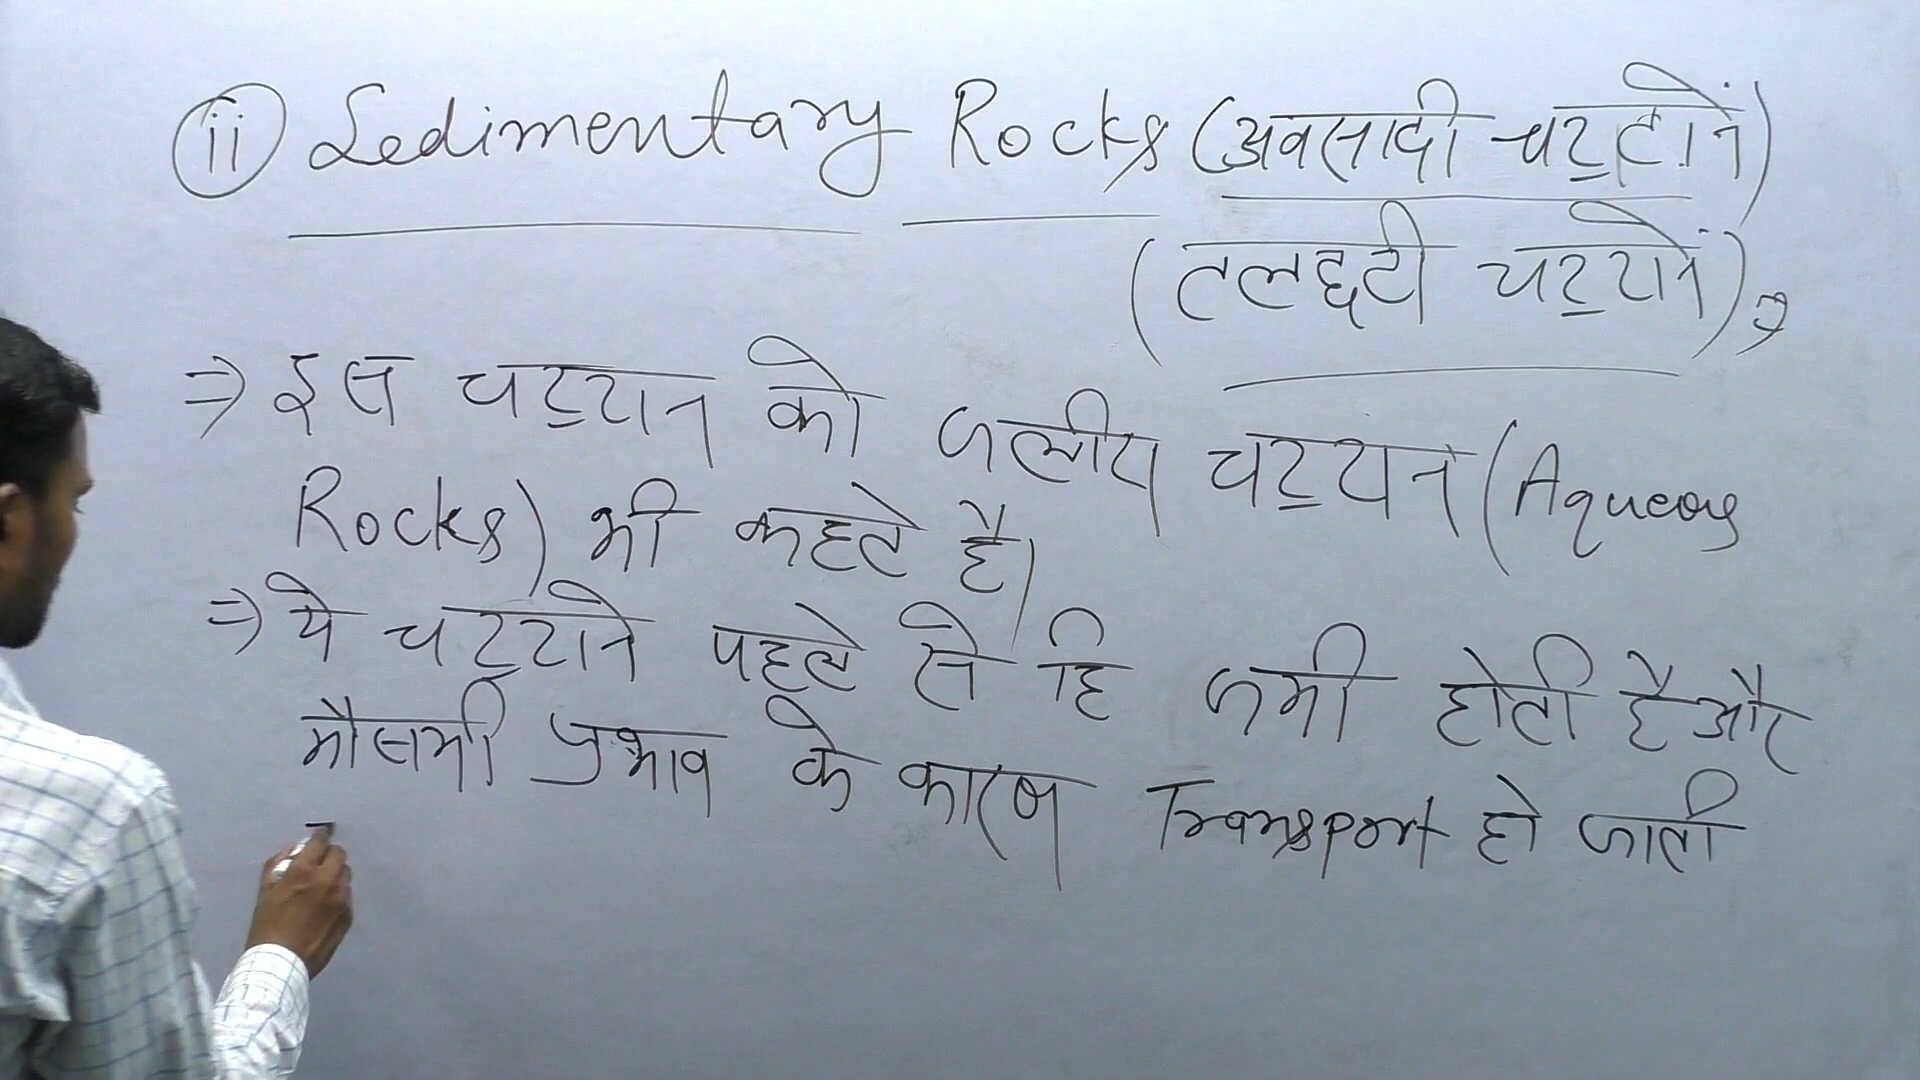 (ii) Sedimentary Rocks (अवसादी चट्टानें)
(तलछटी चट्टानें),
⇒ इस चट्टान को जलीय चट्टान (Aqueous
Rocks) भी कहते है।
⇒ ये चट्टाने पहले से हि जमी होती है और
मौसमी प्रभाव के कारण Transport हो जाती